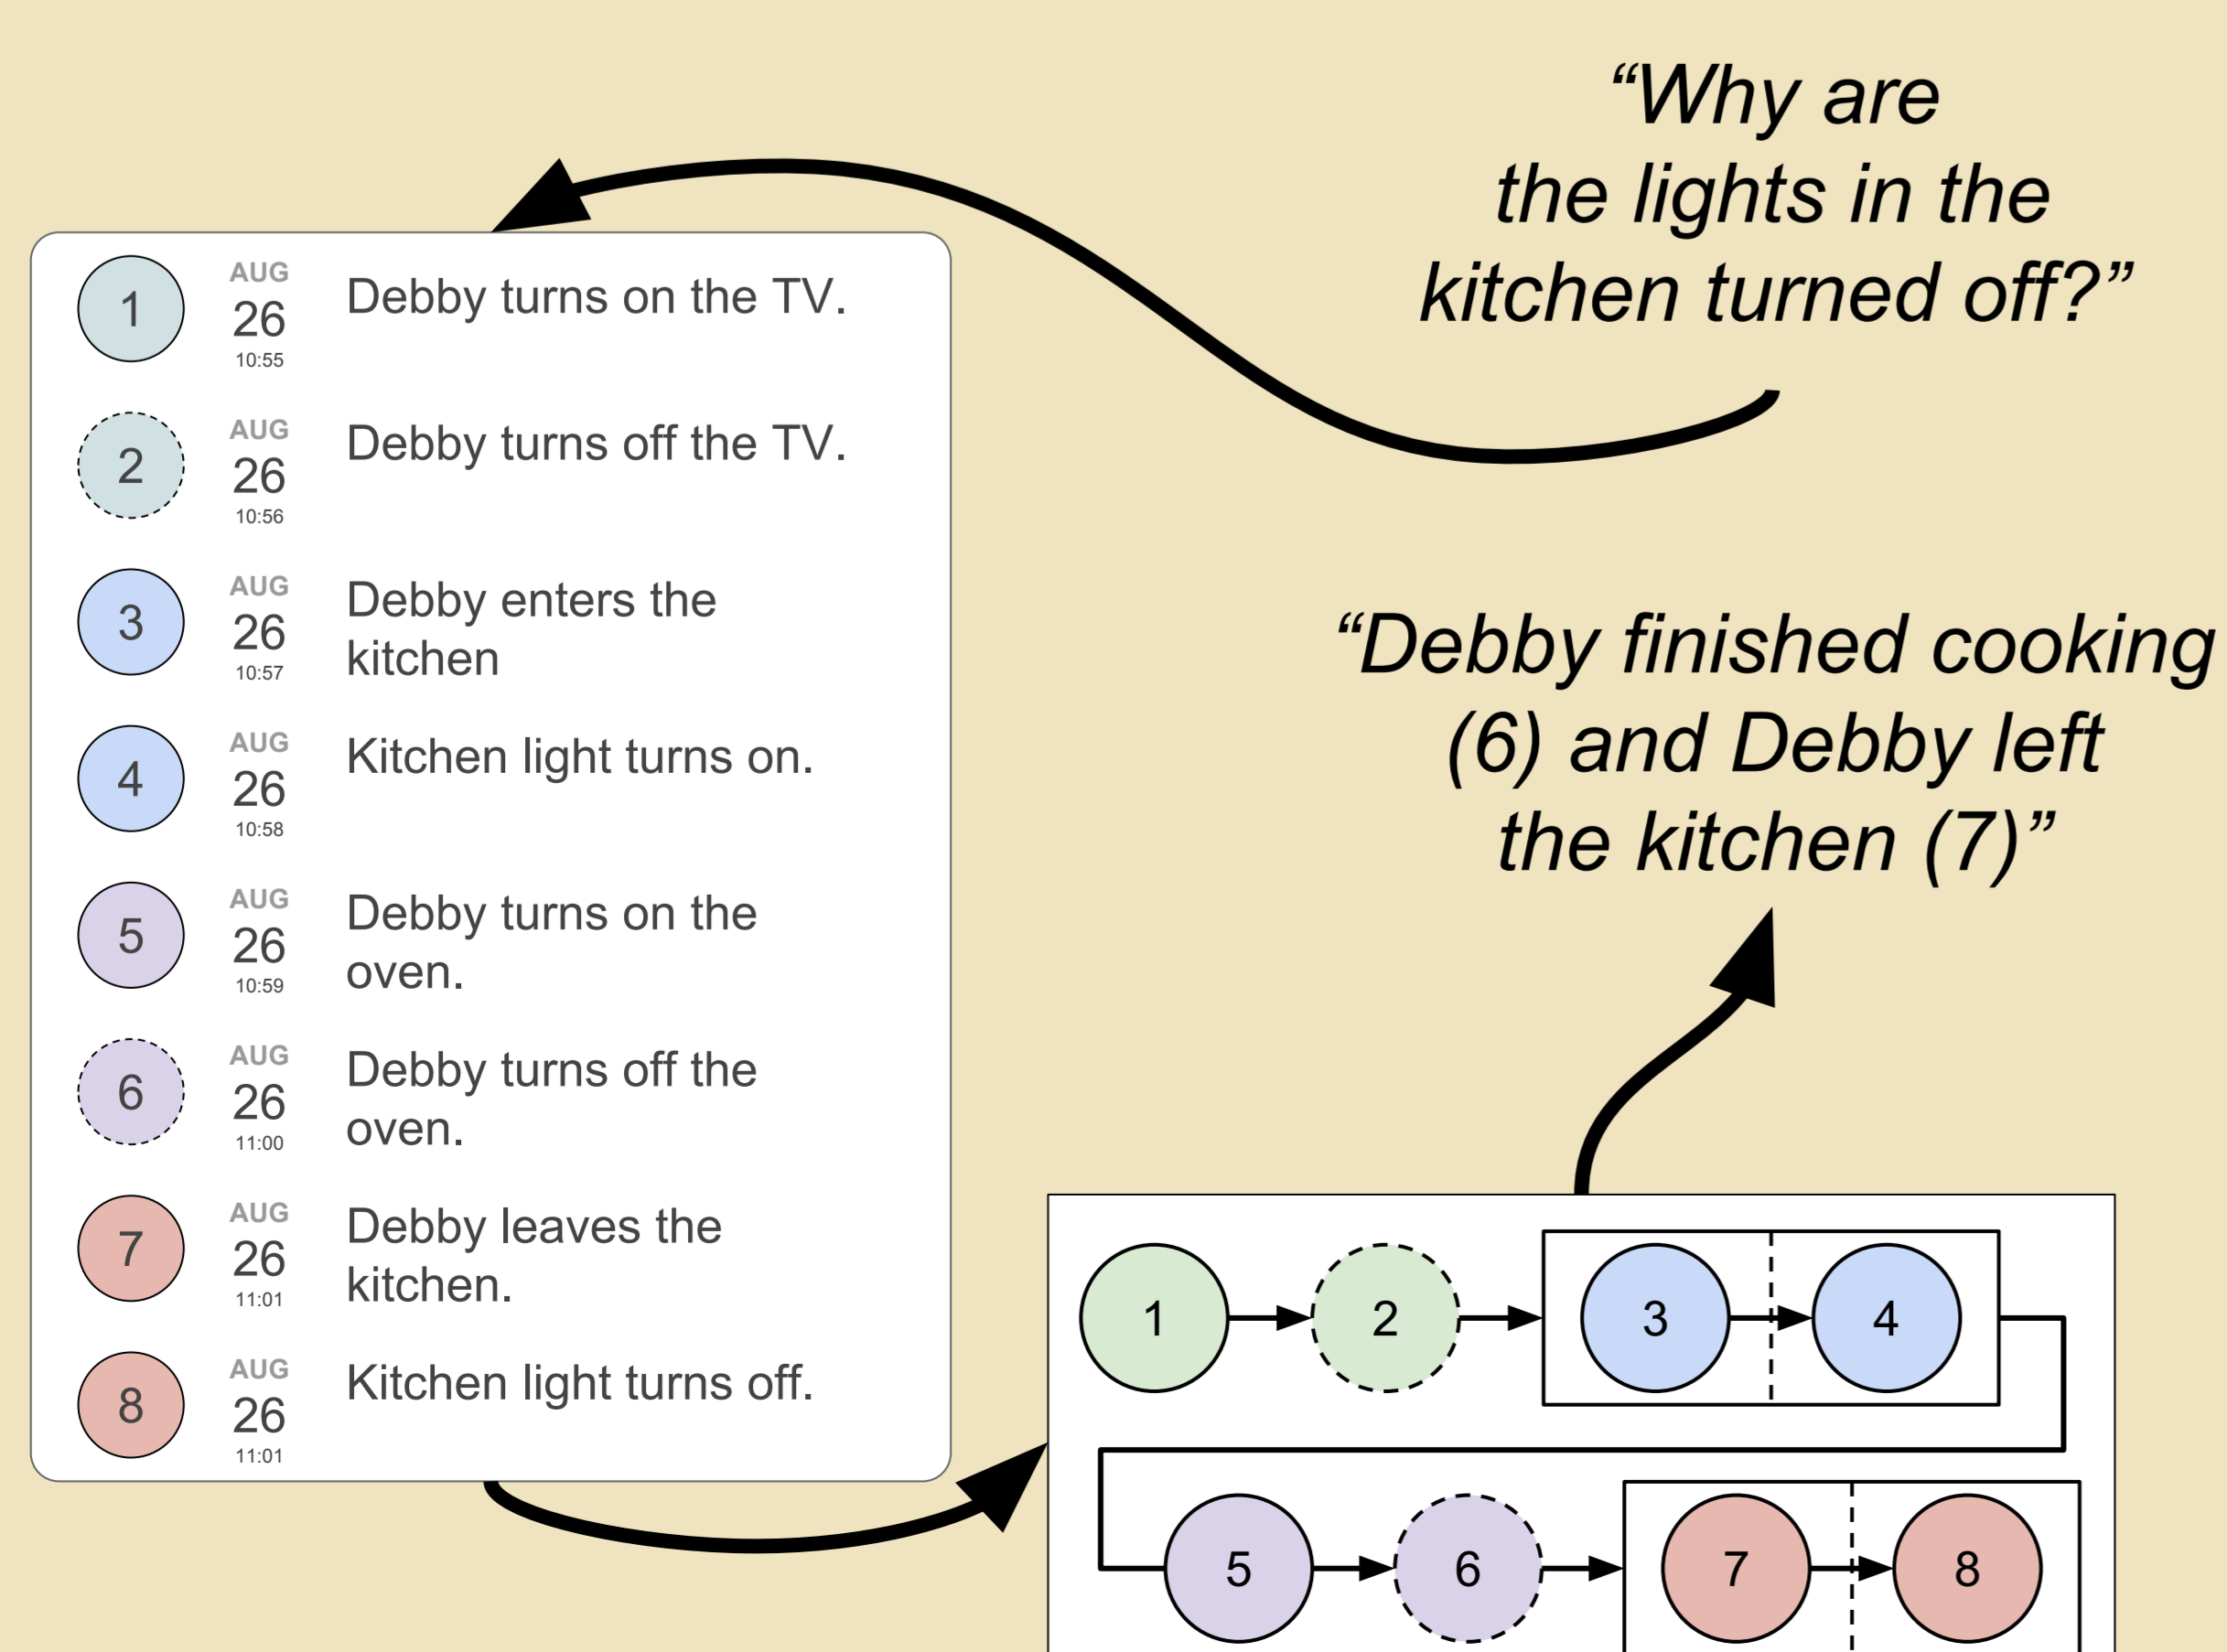 “Why are
the lights in the
kitchen turned off?”
1
AUG
26
10:55
Debby turns on the TV.
2
AUG
26
10:56
Debby turns off the TV.
3
AUG
26
10:57
Debby enters the
kitchen
4
AUG
26
10:58
Kitchen light turns on.
5
AUG
26
10:59
Debby turns on the
oven.
6
AUG
26
11:00
Debby turns off the
oven.
7
AUG
26
11:01
Debby leaves the
kitchen.
8
AUG
26
11:01
Kitchen light turns off.
“Debby finished cooking
(6) and Debby left
the kitchen (7)”
1 2 3 4
5 6 7 8